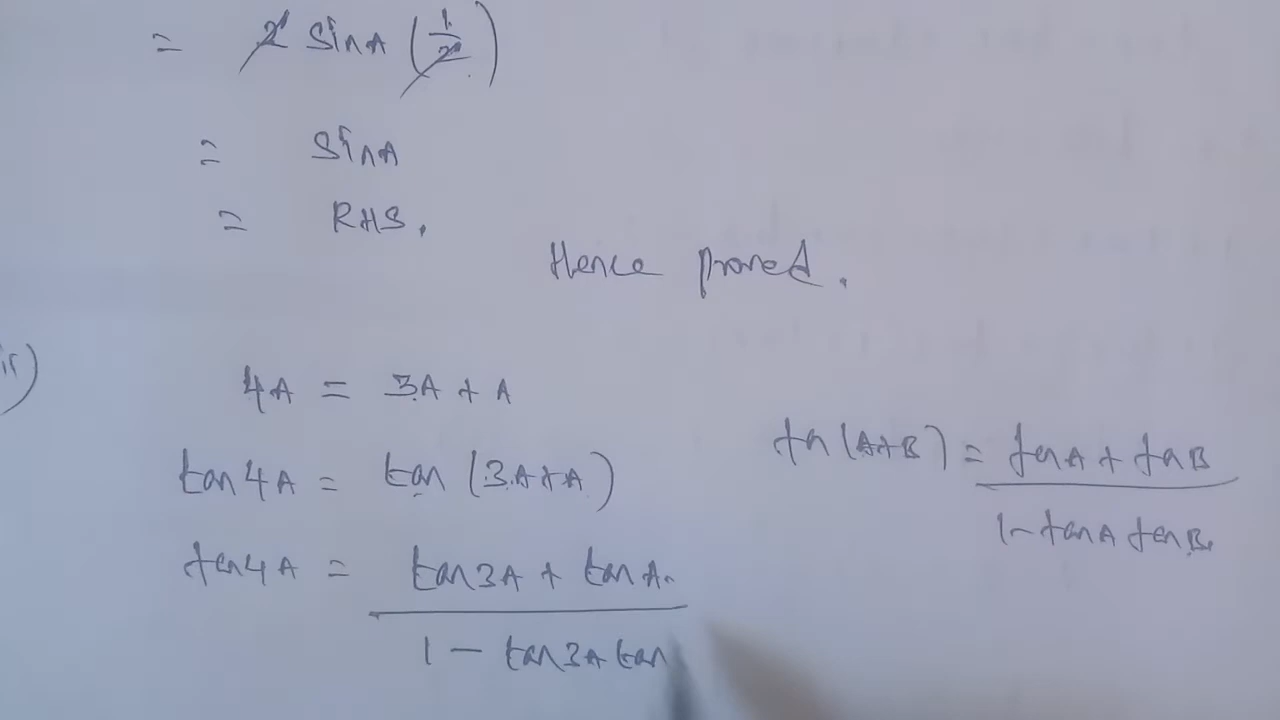 = 2 SinA (1/2)
= SinA
= RHS.
Hence proved.
ii)
4A = 3A + A
tan4A = tan (3A+A)
tan(A+B) = tanA + tanB / 1 - tanA tanB.
tan4A = tan3A + tanA. / 1 - tan3A tan